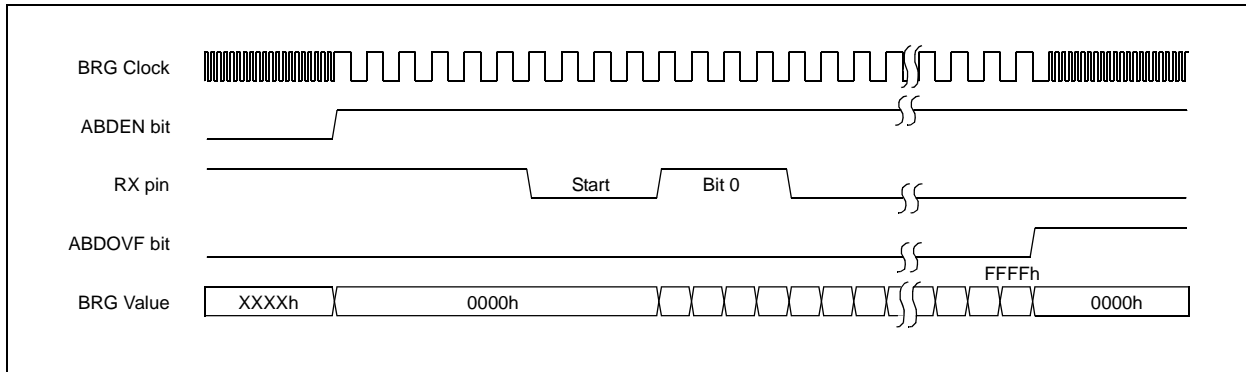 BRG Clock
ABDEN bit
RX pin
Start
Bit 0
ABDOVF bit
FFFFh
BRG Value
XXXXh
0000h
0000h